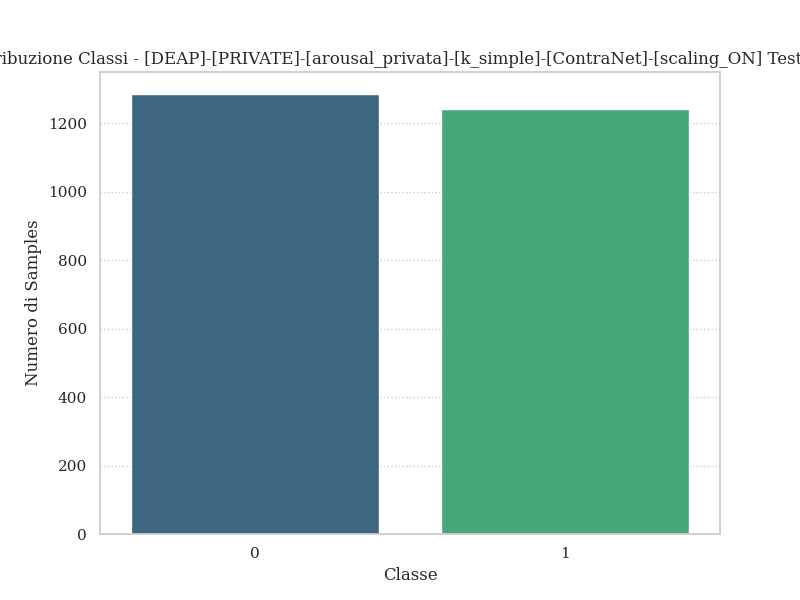 ribuzione Classi - [DEAP]-[PRIVATE]-[arousal_privata]-[k_simple]-[ContraNet]-[scaling_ON] Test
1200
1000
800
600
400
200
0
Numero di Samples
0 1
Classe